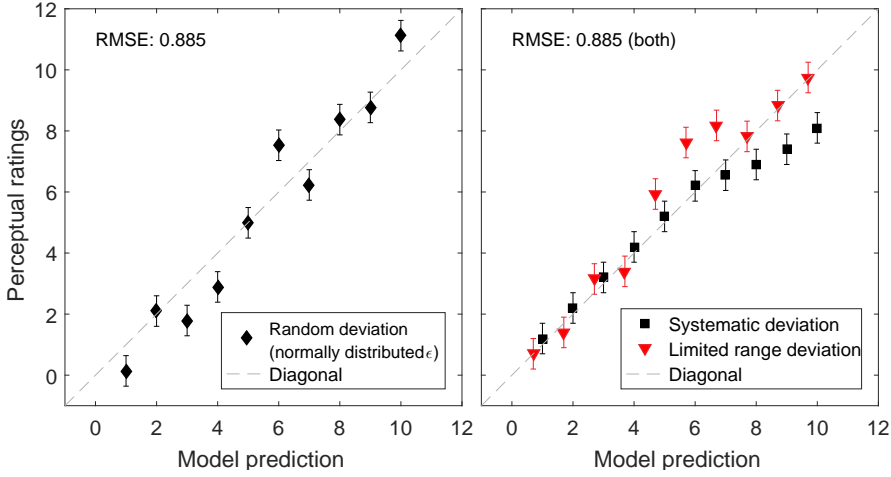 RMSE: 0.885
Perceptual ratings
12
10
8
6
4
2
0
Random deviation
(normally distributed ϵ)
Diagonal
0 2 4 6 8 10 12
Model prediction
RMSE: 0.885 (both)
Systematic deviation
Limited range deviation
Diagonal
0 2 4 6 8 10 12
Model prediction